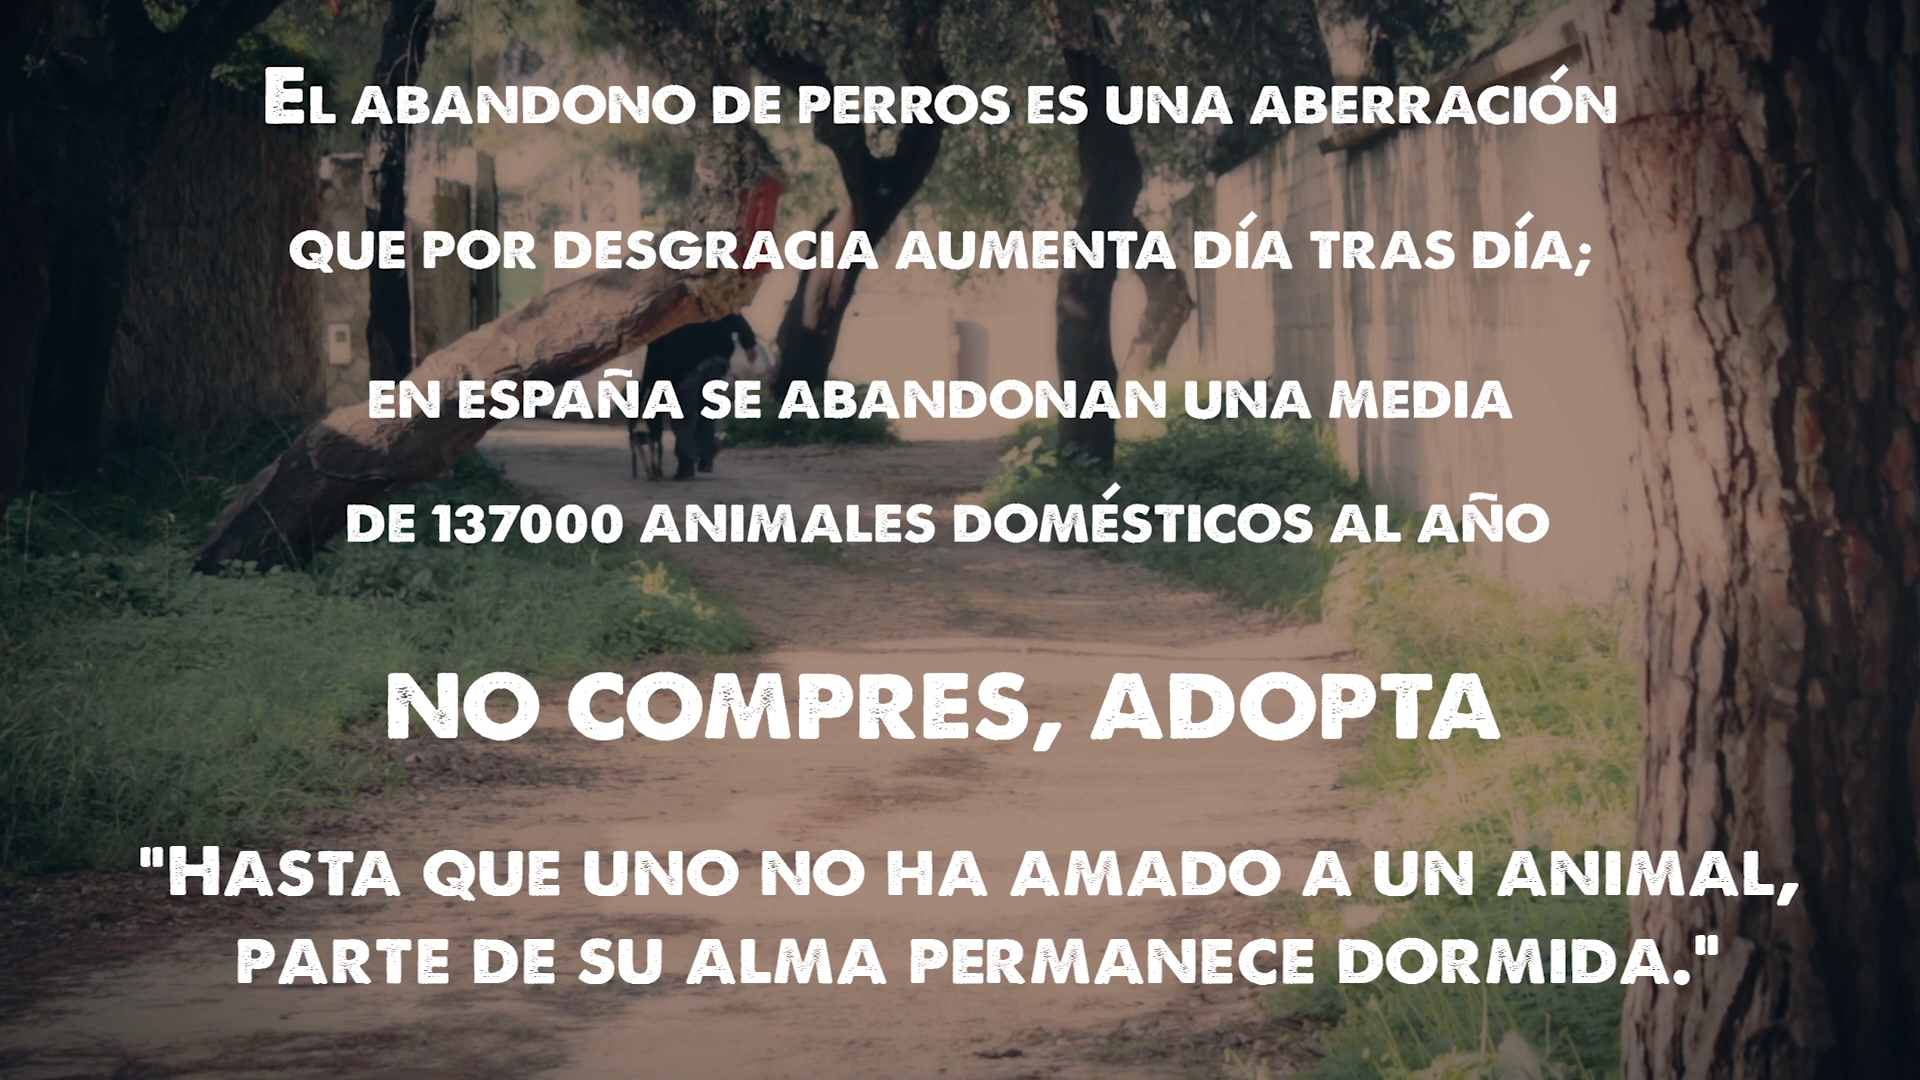 El abandono de perros es una aberración
que por desgracia aumenta día tras día;
en españa se abandonan una media
de 137000 animales domésticos al año
NO COMPRES, ADOPTA
"Hasta que uno no ha amado a un animal,
parte de su alma permanece dormida."